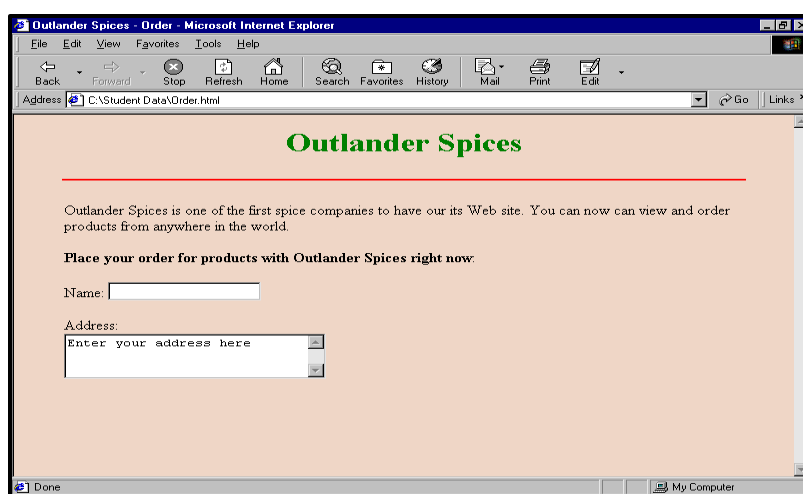 Outlander Spices - Order - Microsoft Internet Explorer
File Edit View Favorites Tools Help
Back Forward Stop Refresh Home Search Favorites History Mail Print Edit
Address C:\Student Data\Order.html Go Links
Outlander Spices
Outlander Spices is one of the first spice companies to have our its Web site. You can now can view and order
products from anywhere in the world.
Place your order for products with Outlander Spices right now:
Name:
Address:
Enter your address here
Done My Computer